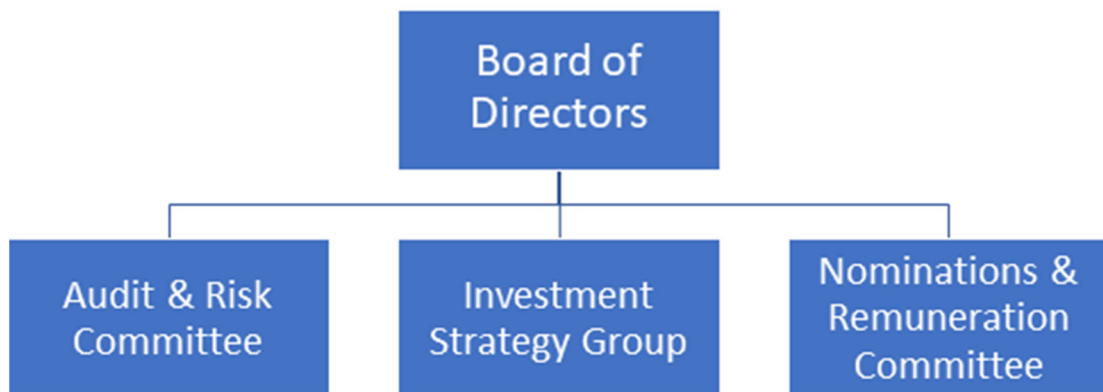 Board of
Directors
Audit & Risk
Committee
Investment
Strategy Group
Nominations &
Remuneration
Committee